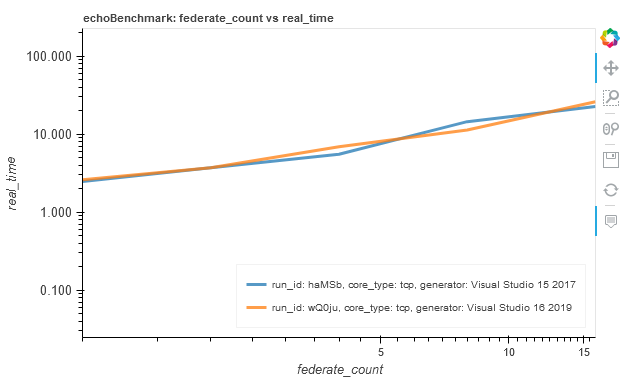 echoBenchmark: federate_count vs real_time
100.000
10.000
1.000
0.100
real_time
run_id: haMSb, core_type: tcp, generator: Visual Studio 15 2017
run_id: wQ0ju, core_type: tcp, generator: Visual Studio 16 2019
5
10
15
federate_count